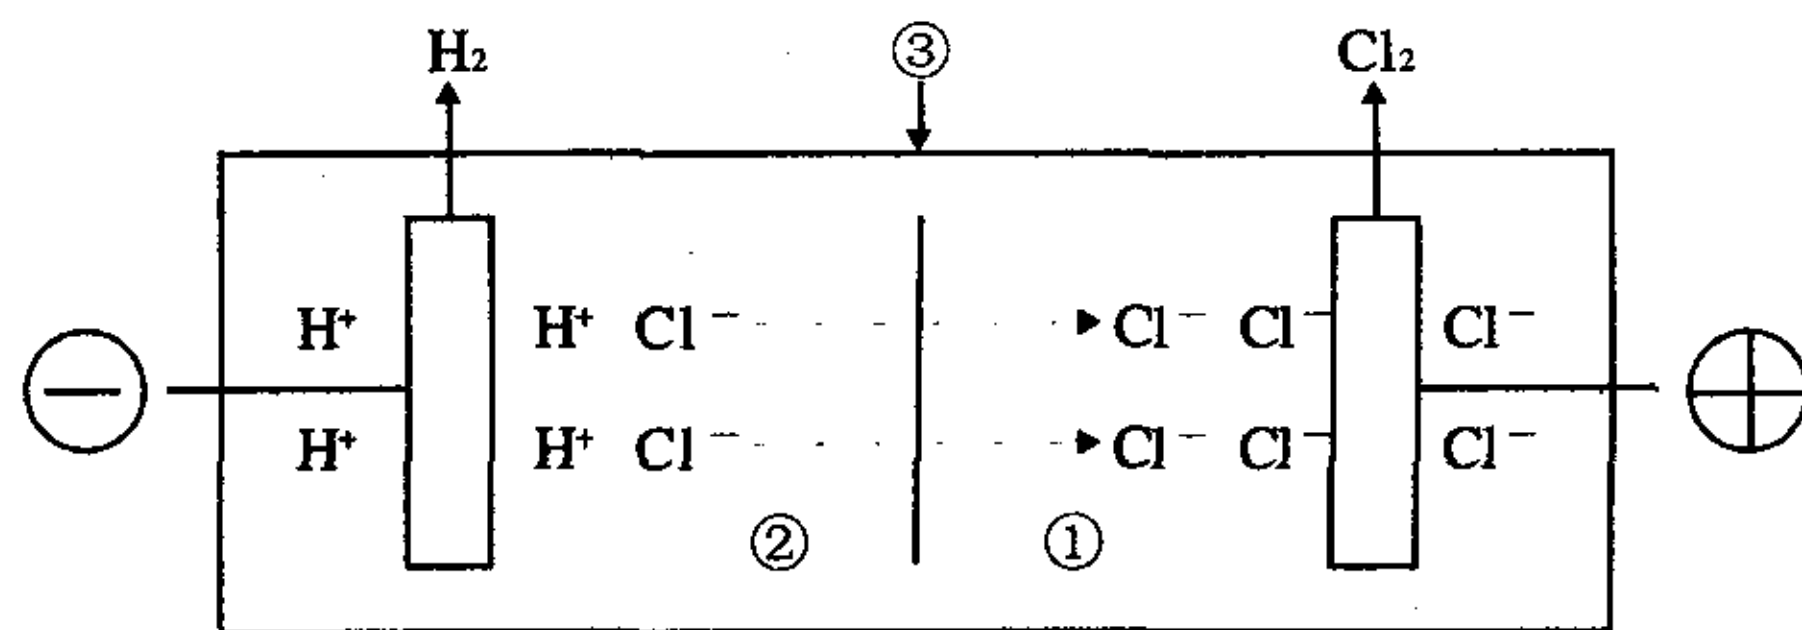 H₂ ③ Cl₂
H⁺ H⁺ Cl⁻ Cl⁻ Cl⁻ Cl⁻
− +
H⁺ H⁺ Cl⁻ Cl⁻ Cl⁻ Cl⁻
② ①